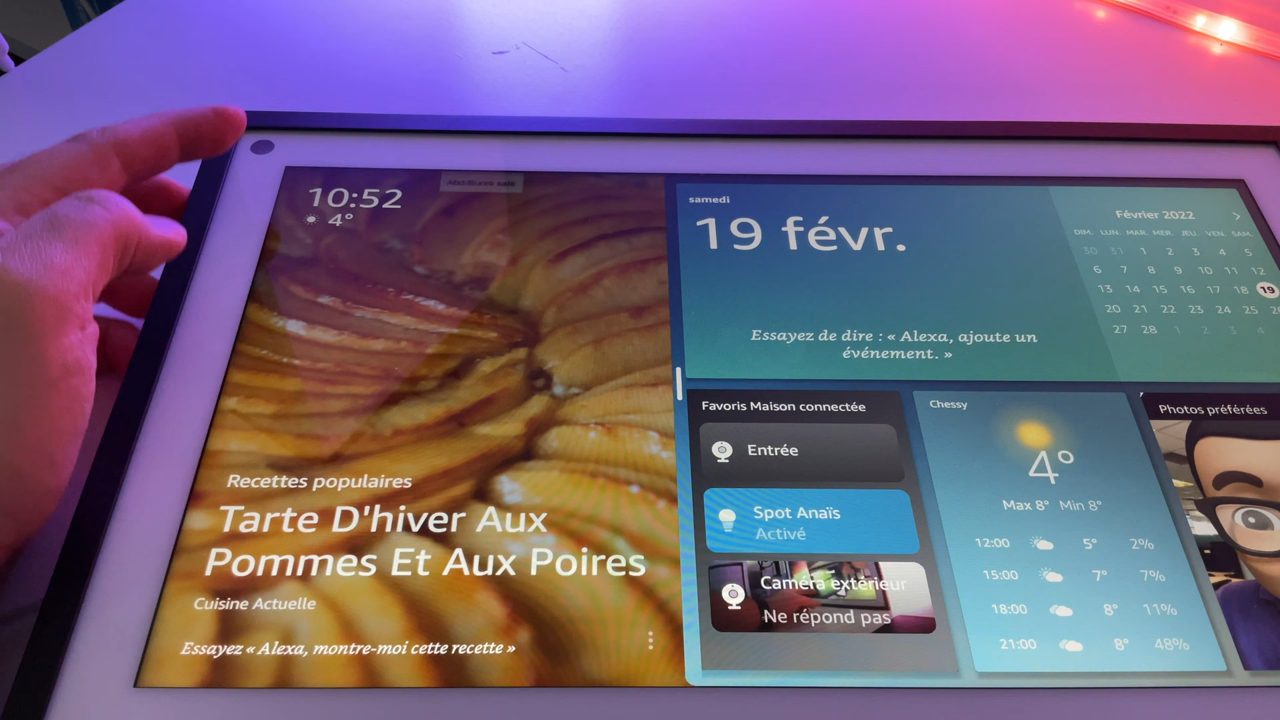 10:52
4°
Recettes populaires
Tarte D'hiver Aux
Pommes Et Aux Poires
Cuisine Actuelle
Essayez « Alexa, montre-moi cette recette »
samedi
19 févr.
Essayez de dire : « Alexa, ajoute un
événement. »
Février 2022 >
DIM. LUN. MAR. MER. JEU. VEN. SAM.
30 31 1 2 3 4 5
6 7 8 9 10 11 12
13 14 15 16 17 18 19
20 21 22 23 24 25
27 28 1 2 3 4
Favoris Maison connectée
Entrée
Spot Anaïs
Activé
Caméra extérieur
Ne répond pas
Chessy
4°
Max 8° Min 8°
12:00 5° 2%
15:00 7° 7%
18:00 8° 11%
21:00 8° 48%
Photos préférées